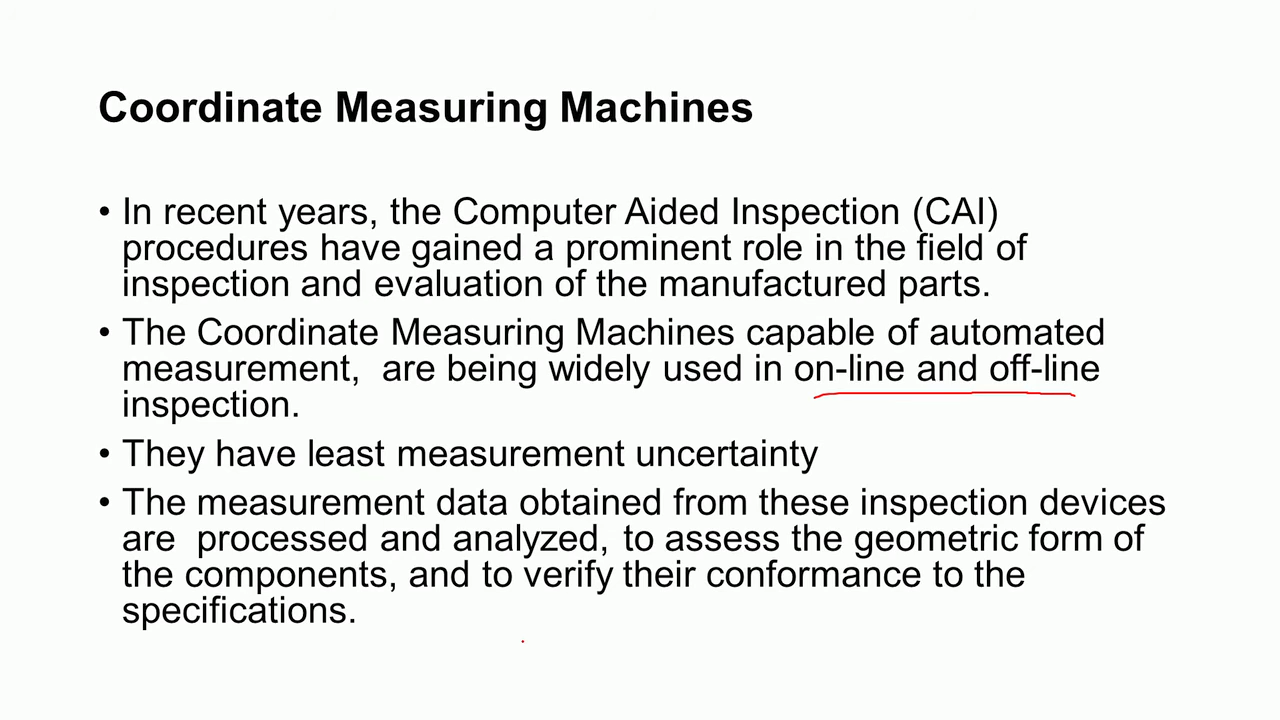 Coordinate Measuring Machines
• In recent years, the Computer Aided Inspection (CAI)
procedures have gained a prominent role in the field of
inspection and evaluation of the manufactured parts.
• The Coordinate Measuring Machines capable of automated
measurement,  are being widely used in on-line and off-line
inspection.
• They have least measurement uncertainty
• The measurement data obtained from these inspection devices
are  processed and analyzed, to assess the geometric form of
the components, and to verify their conformance to the
specifications.